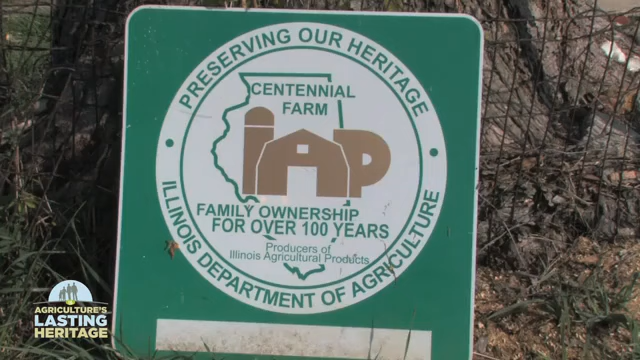 PRESERVING OUR HERITAGE
CENTENNIAL
FARM
IAP
FAMILY OWNERSHIP
FOR OVER 100 YEARS
Producers of
Illinois Agricultural Products
ILLINOIS DEPARTMENT OF AGRICULTURE
AGRICULTURE'S
LASTING
HERITAGE